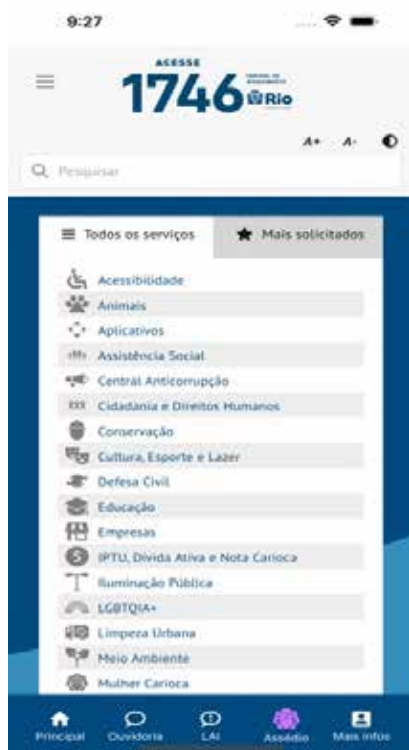 9:27
ACESSE
1746
Rio
A+ A-
Pesquisar
Todos os serviços
Mais solicitados
Acessibilidade
Animais
Aplicativos
Assistência Social
Central Anticorrupção
Cidadania e Direitos Humanos
Conservação
Cultura, Esporte e Lazer
Defesa Civil
Educação
Empresas
IPTU, Dívida Ativa e Nota Carioca
Iluminação Pública
LGBTQIA+
Limpeza Urbana
Meio Ambiente
Mulher Carioca
Principal Ouvidoria LAI Assédio Mais infos